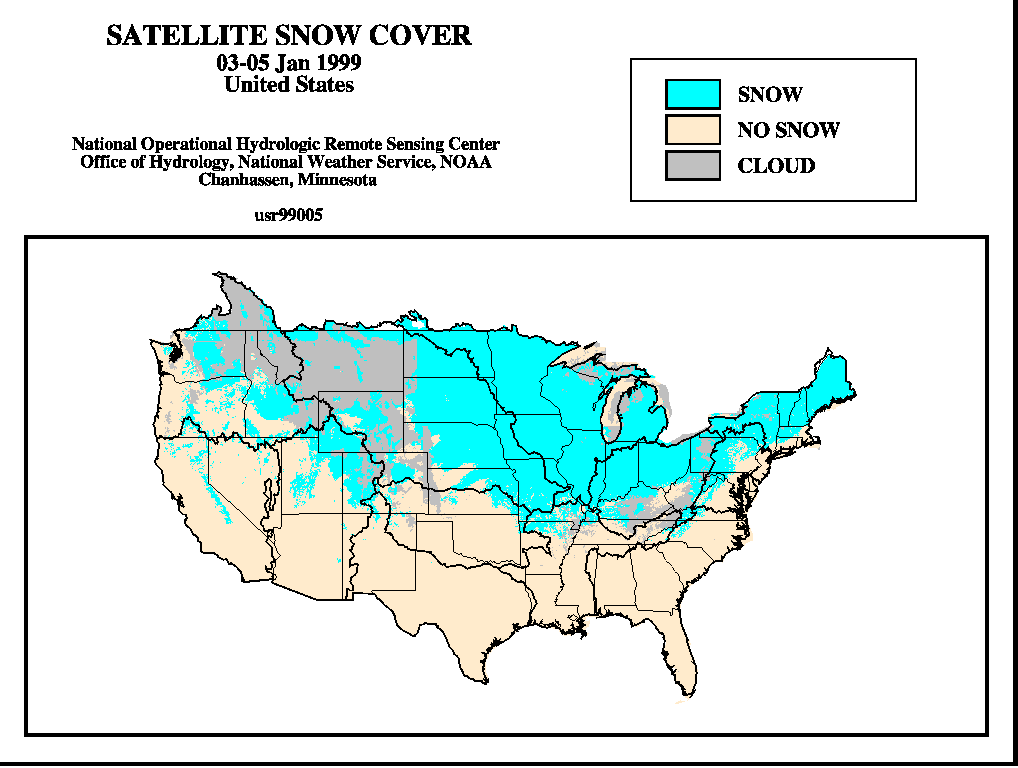 SATELLITE SNOW COVER
03-05 Jan 1999
United States
National Operational Hydrologic Remote Sensing Center
Office of Hydrology, National Weather Service, NOAA
Chanhassen, Minnesota
usr99005
SNOW
NO SNOW
CLOUD